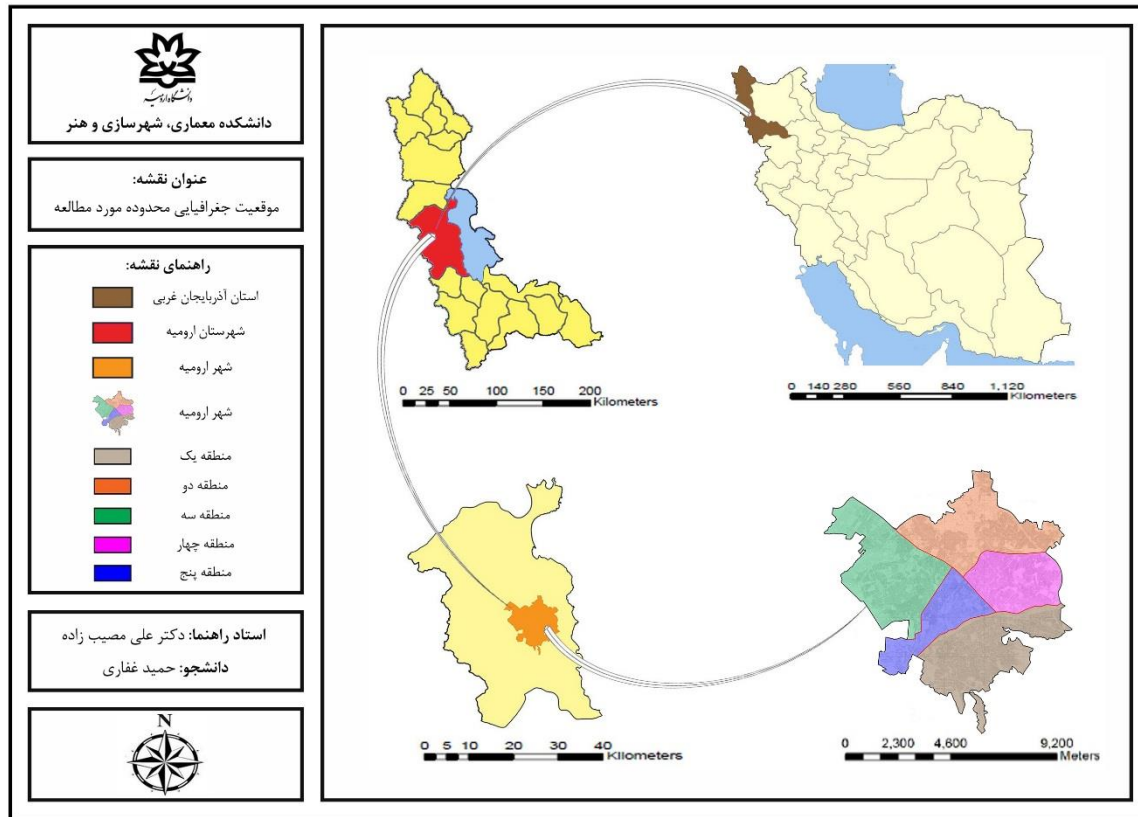 دانشگاه ارومیه
دانشکده معماری، شهرسازی و هنر
عنوان نقشه:
موقعیت جغرافیایی محدوده مورد مطالعه
راهنمای نقشه:
استان آذربایجان غربی
شهرستان ارومیه
شهر ارومیه
شهر ارومیه
منطقه یک
منطقه دو
منطقه سه
منطقه چهار
منطقه پنج
استاد راهنما: دکتر علی مصیب زاده
دانشجو: حمید غفاری
N
0 25 50 100 150 200
Kilometers
0 140 280 560 840 1,120
Kilometers
0 5 10 20 30 40
Kilometers
0 2,300 4,600 9,200
Meters